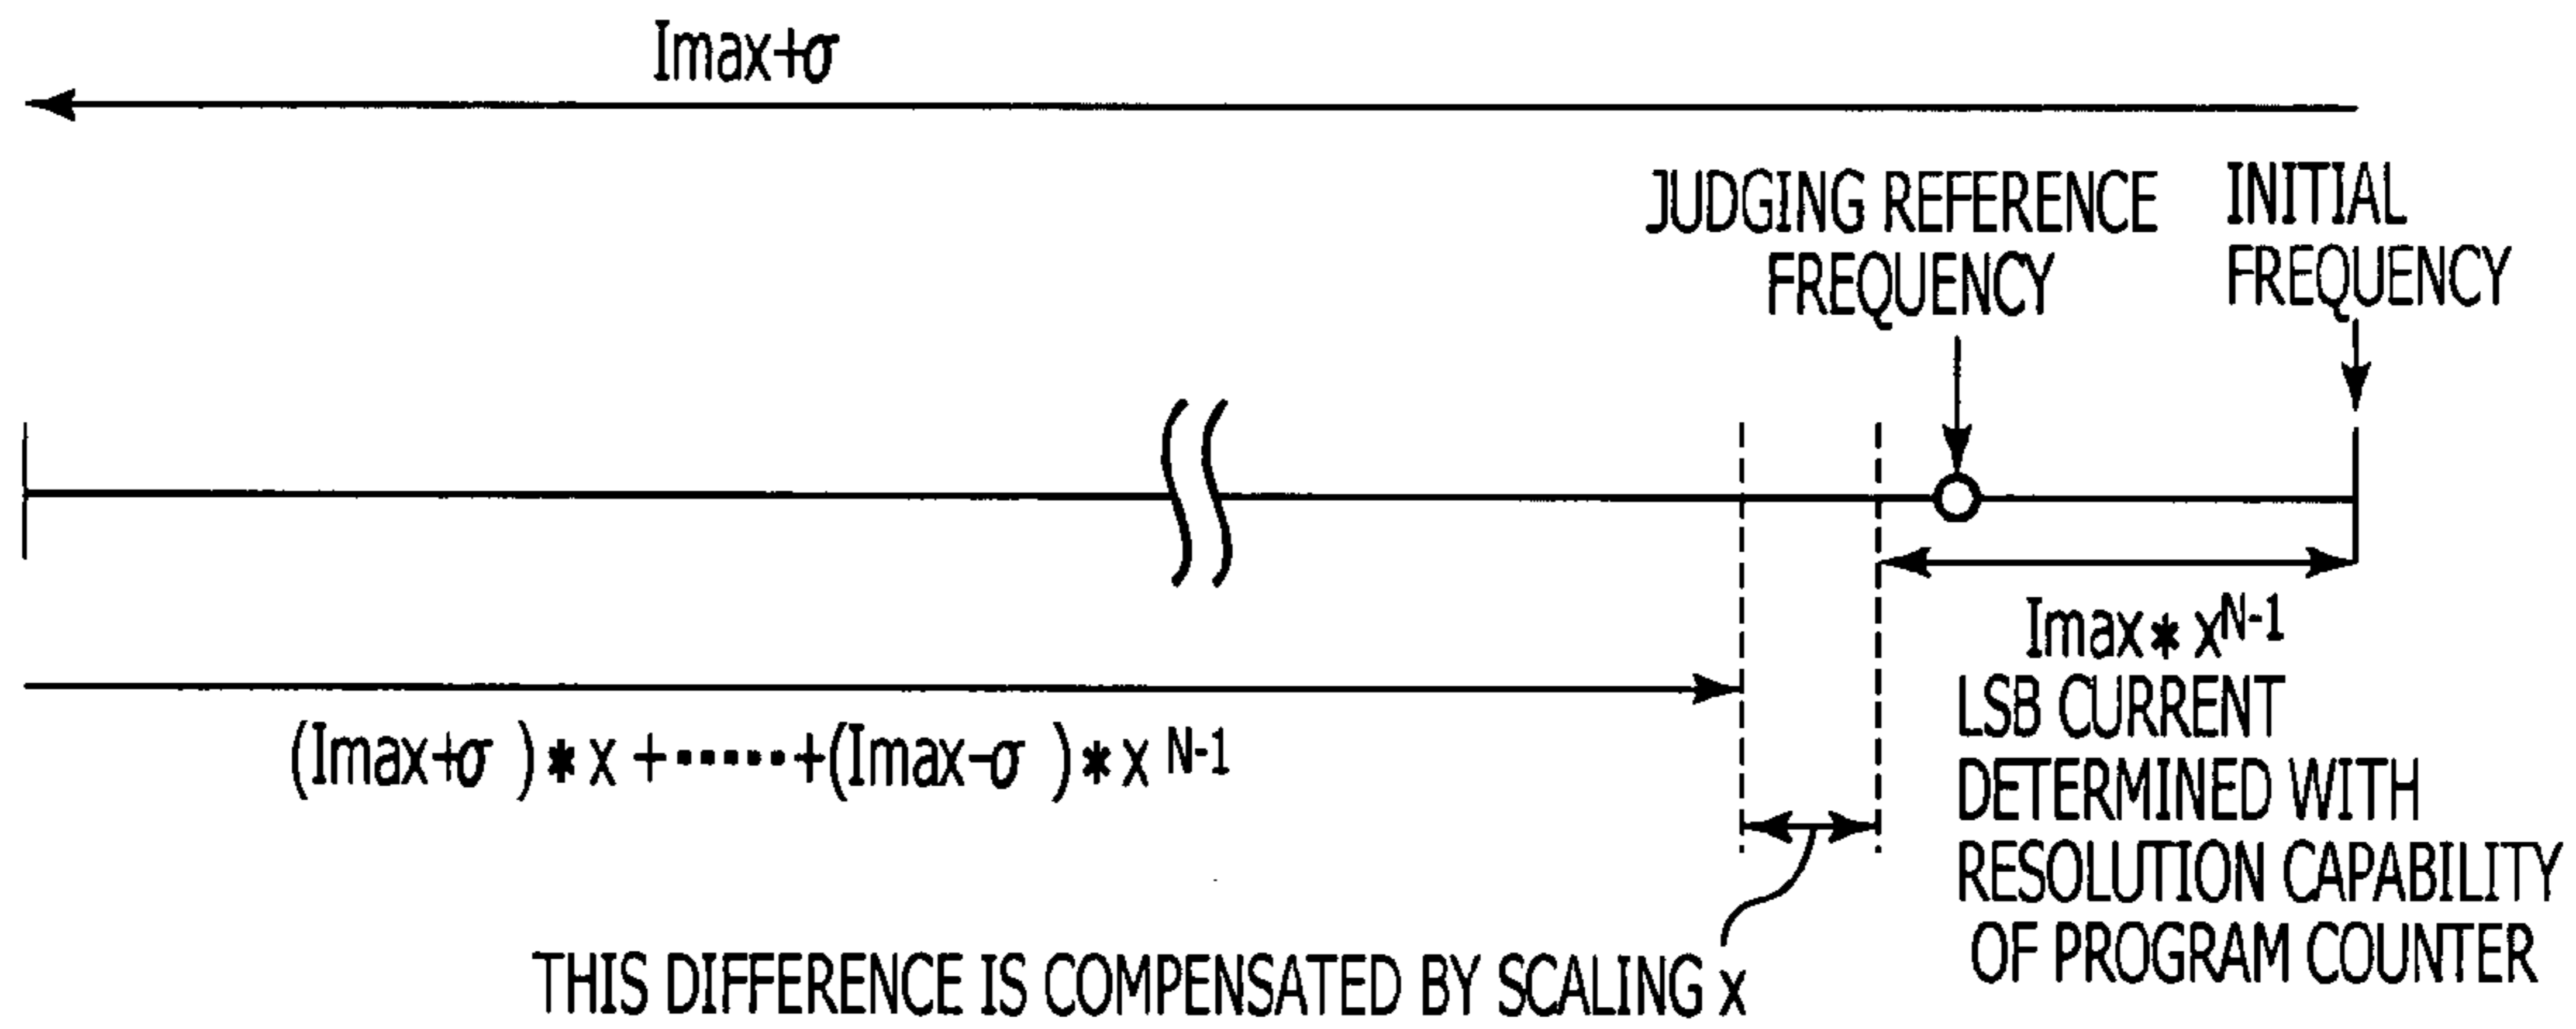 Imax+σ
JUDGING REFERENCE
FREQUENCY
INITIAL
FREQUENCY
Imax* x^N-1
LSB CURRENT
DETERMINED WITH
RESOLUTION CAPABILITY
OF PROGRAM COUNTER
(Imax+σ )* x +·····+(Imax-σ )* x ^N-1
THIS DIFFERENCE IS COMPENSATED BY SCALING x